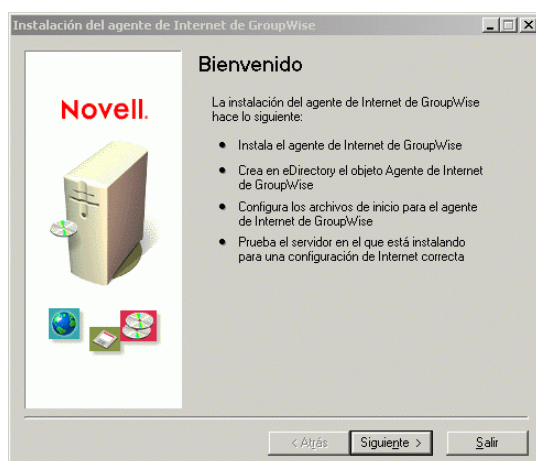 Instalación del agente de Internet de GroupWise
Novell.
Bienvenido
La instalación del agente de Internet de GroupWise
hace lo siguiente:
• Instala el agente de Internet de GroupWise
• Crea en eDirectory el objeto Agente de Internet
de GroupWise
• Configura los archivos de inicio para el agente
de Internet de GroupWise
• Prueba el servidor en el que está instalando
para una configuración de Internet correcta
< Atrás
Siguiente >
Salir